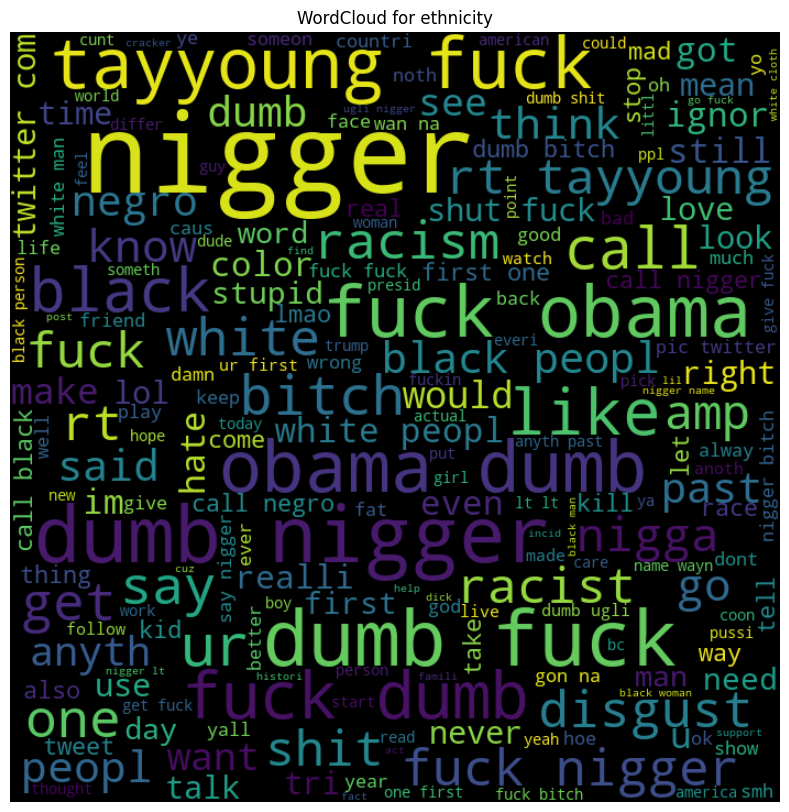 WordCloud for ethnicity
cunt
cracker
ye
someon
countri
american
could
mad
got
yo
white cloth
tayyoung
fuck
noth
oh
mean
twitter com
world
time
differ
dumb
ugli nigger
face
wan na
see
dumb shit
go fuck
stop
littl
ignor
nigger
think
feel
guy
dumb bitch
ppl
still
white man
negro
real
rt
tayyoung
point
caus
woman
shut fuck
bad
love
life
know
dude
word
racism
good
call
look
find
someth
color
fuck fuck
first one
watch
much
black person
black
stupid
presid
call nigger
give fuck
post
friend
lmao
fuck
obama
back
fuck
white
trump
everi
ur first
wrong
black peopl
pic twitter
damn
fuckin
pick
lil
right
make
lol
keep
bitch
would
nigger name
play
actual
like
amp
rt
hope
today
white peopl
anyth past
let
well
hate
come
put
alway
call black
said
obama
dumb
girl
anoth
past
nigger bitch
new
im
give
call negro
fat
even
lt lt
kill
ya
race
dumb
nigger
incid
black man
nigga
thing
say nigger
ever
made
care
name wayn
dont
cuz
realli
help
racist
go
tell
get
say
work
boy
first
god
dick
live
dumb ugli
coon
follow
ur
better
dumb
take
fuck
bc
pussi
anyth
kid
histori
way
nigger lt
person
famili
gon na
man
need
also
use
get fuck
fuck
start
dumb
black woman
one
day
yall
disgust
u
ok
support
tweet
shit
read
never
yeah
hoe
show
peopl
want
act
fuck
nigger
thought
talk
tri
year
fact
one first
fuck bitch
america
smh